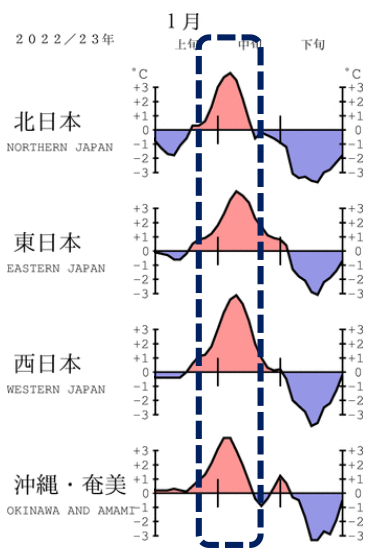 １月
２０２２／２３年
上旬 中旬 下旬
°C °C
北日本
NORTHERN JAPAN
+3 +3
+2 +2
+1 +1
0 0
-1 -1
-2 -2
-3 -3
東日本
EASTERN JAPAN
+3 +3
+2 +2
+1 +1
0 0
-1 -1
-2 -2
-3 -3
西日本
WESTERN JAPAN
+3 +3
+2 +2
+1 +1
0 0
-1 -1
-2 -2
-3 -3
沖縄・奄美
OKINAWA AND AMAMI
+3 +3
+2 +2
+1 +1
0 0
-1 -1
-2 -2
-3 -3